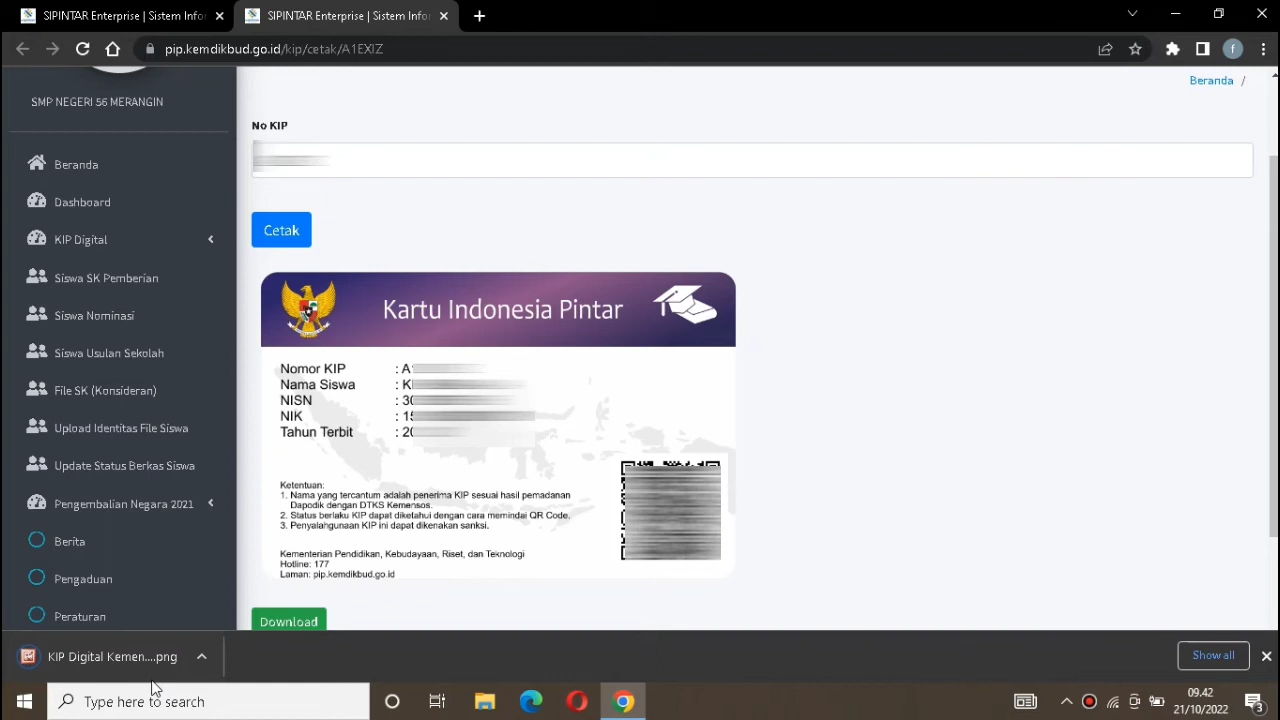 SIPINTAR Enterprise | Sistem Infor
SIPINTAR Enterprise | Sistem Infor
pip.kemdikbud.go.id/kip/cetak/A1EXIZ
f
SMP NEGERI 56 MERANGIN
Beranda
Dashboard
KIP Digital
Siswa SK Pemberian
Siswa Nominasi
Siswa Usulan Sekolah
File SK (Konsideran)
Upload Identitas File Siswa
Update Status Berkas Siswa
Pengembalian Negara 2021
Berita
Pengaduan
Peraturan
Beranda /
No KIP
Cetak
Kartu Indonesia Pintar
Nomor KIP : A
Nama Siswa : K
NISN : 30
NIK : 15
Tahun Terbit : 20
Ketentuan:
1. Nama yang tercantum adalah penerima KIP sesuai hasil pemadanan
Dapodik dengan DTKS Kemensos.
2. Status berlaku KIP dapat diketahui dengan cara memindai QR Code.
3. Penyalahgunaan KIP ini dapat dikenakan sanksi.
Kementerian Pendidikan, Kebudayaan, Riset, dan Teknologi
Hotline: 177
Laman: pip.kemdikbud.go.id
Download
KIP Digital Kemen....png
Show all
Type here to search
09.42
21/10/2022
3